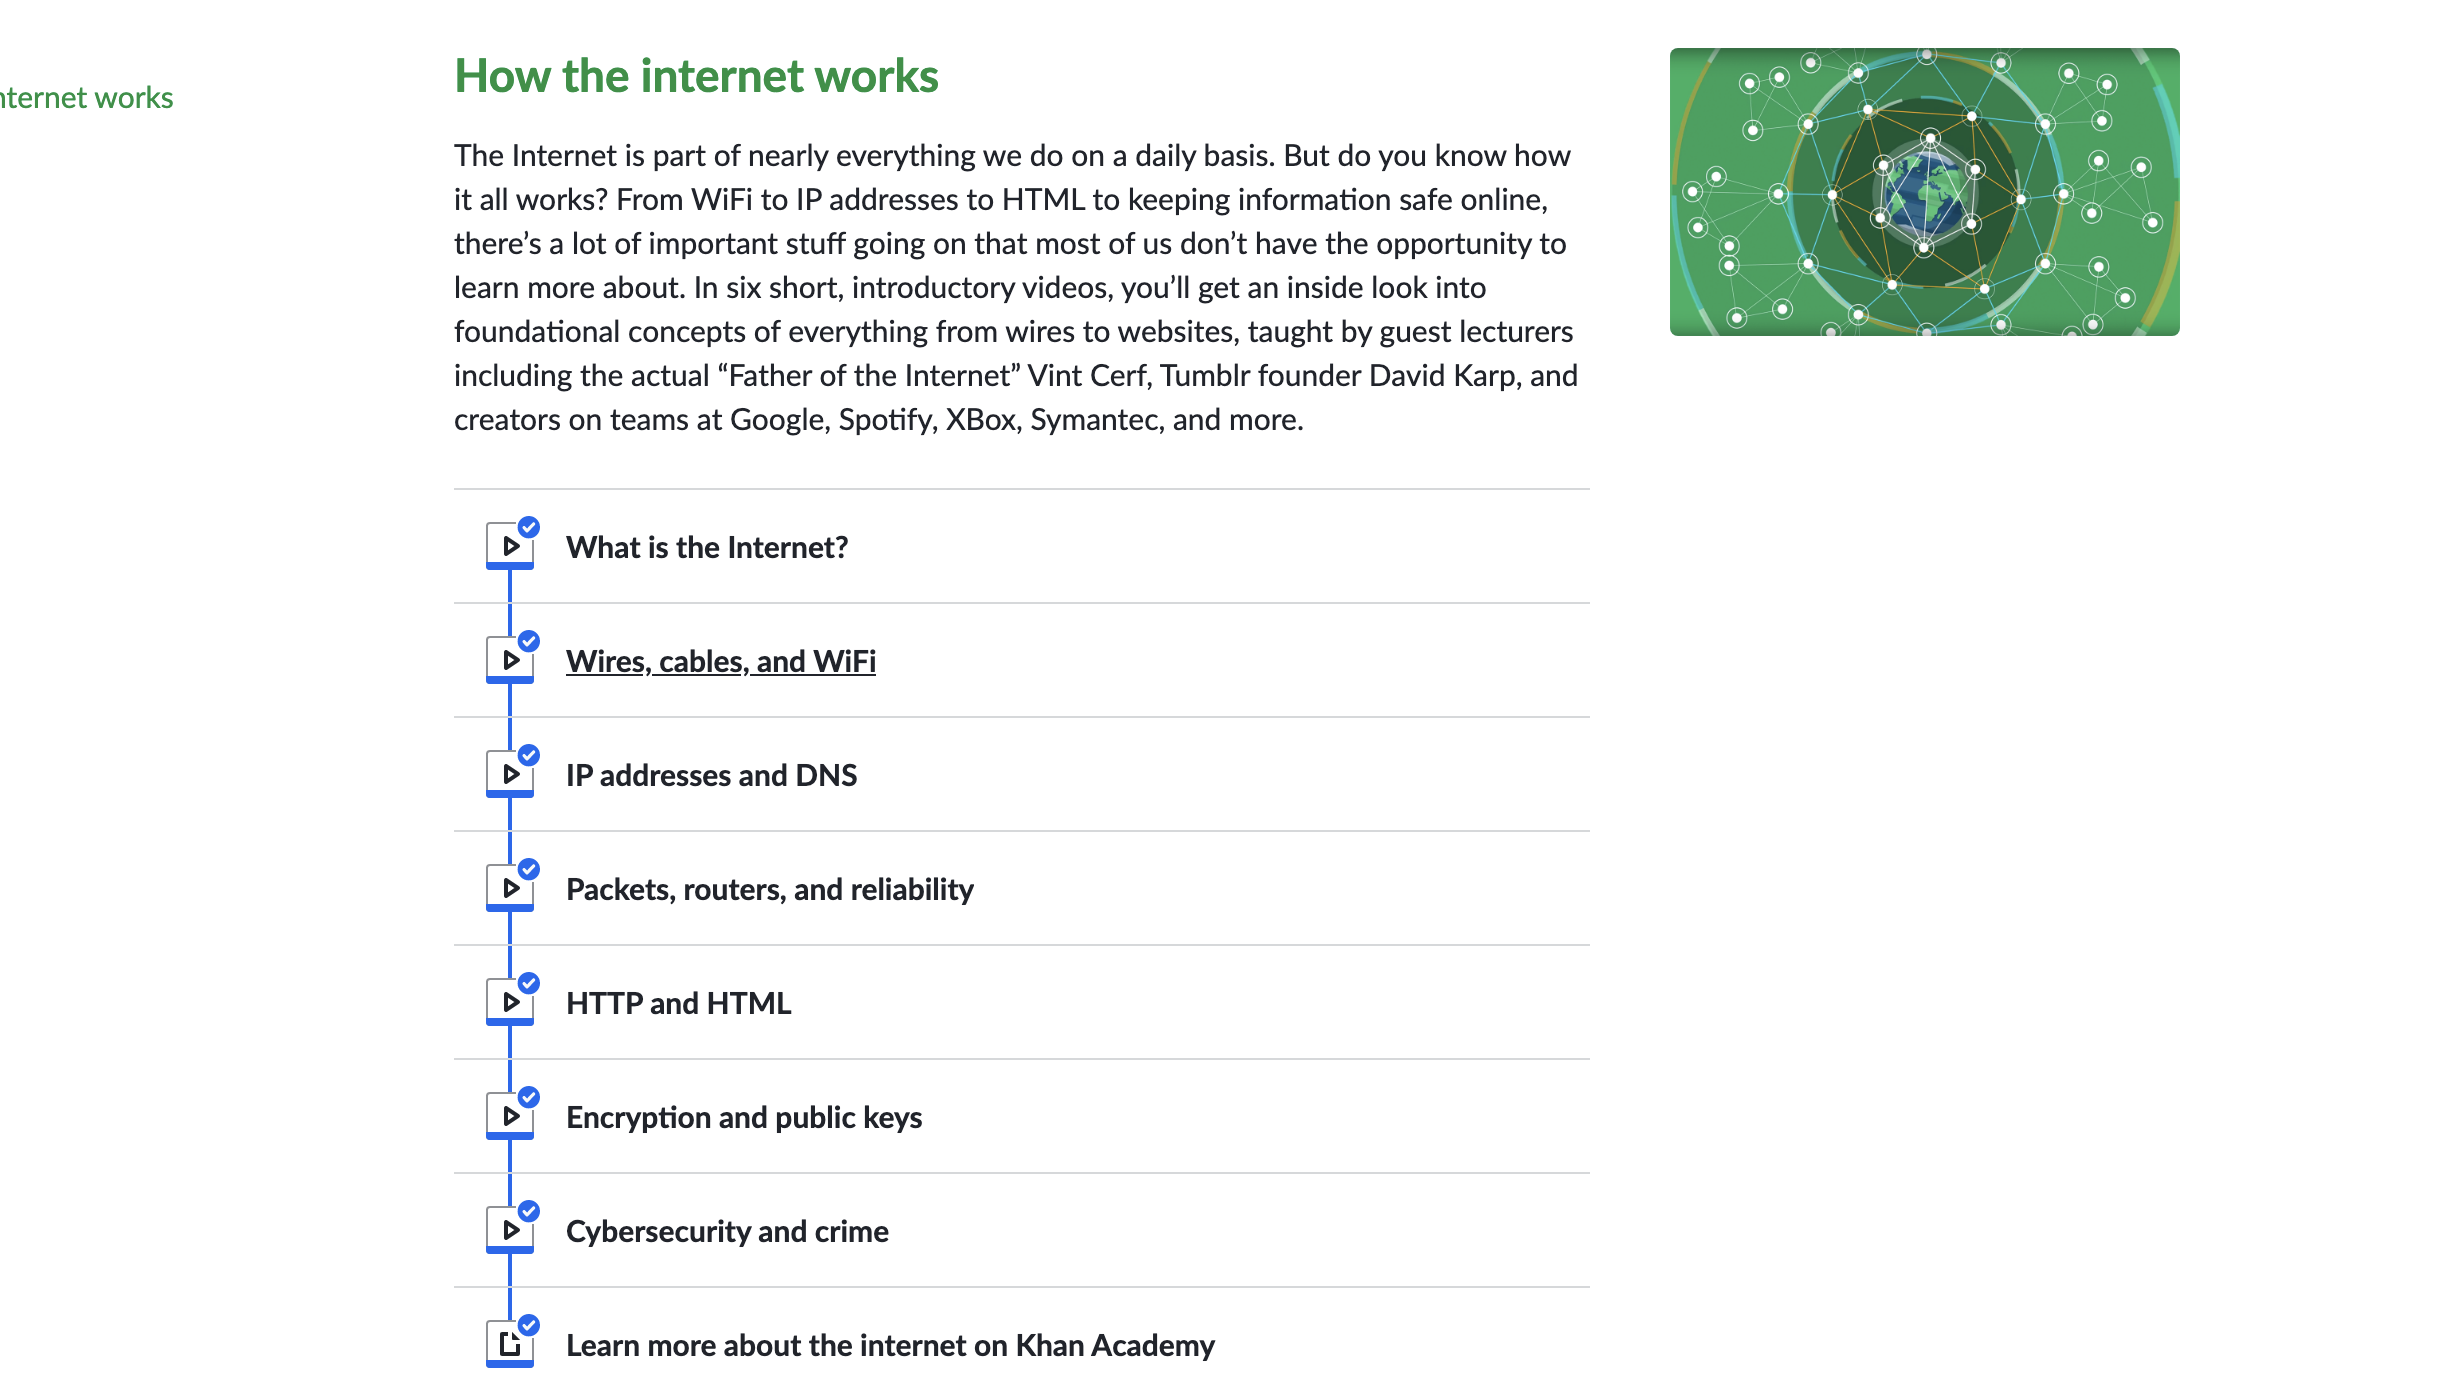 nternet works
How the internet works
The Internet is part of nearly everything we do on a daily basis. But do you know how
it all works? From WiFi to IP addresses to HTML to keeping information safe online,
there’s a lot of important stuff going on that most of us don’t have the opportunity to
learn more about. In six short, introductory videos, you’ll get an inside look into
foundational concepts of everything from wires to websites, taught by guest lecturers
including the actual “Father of the Internet” Vint Cerf, Tumblr founder David Karp, and
creators on teams at Google, Spotify, XBox, Symantec, and more.
What is the Internet?
Wires, cables, and WiFi
IP addresses and DNS
Packets, routers, and reliability
HTTP and HTML
Encryption and public keys
Cybersecurity and crime
Learn more about the internet on Khan Academy